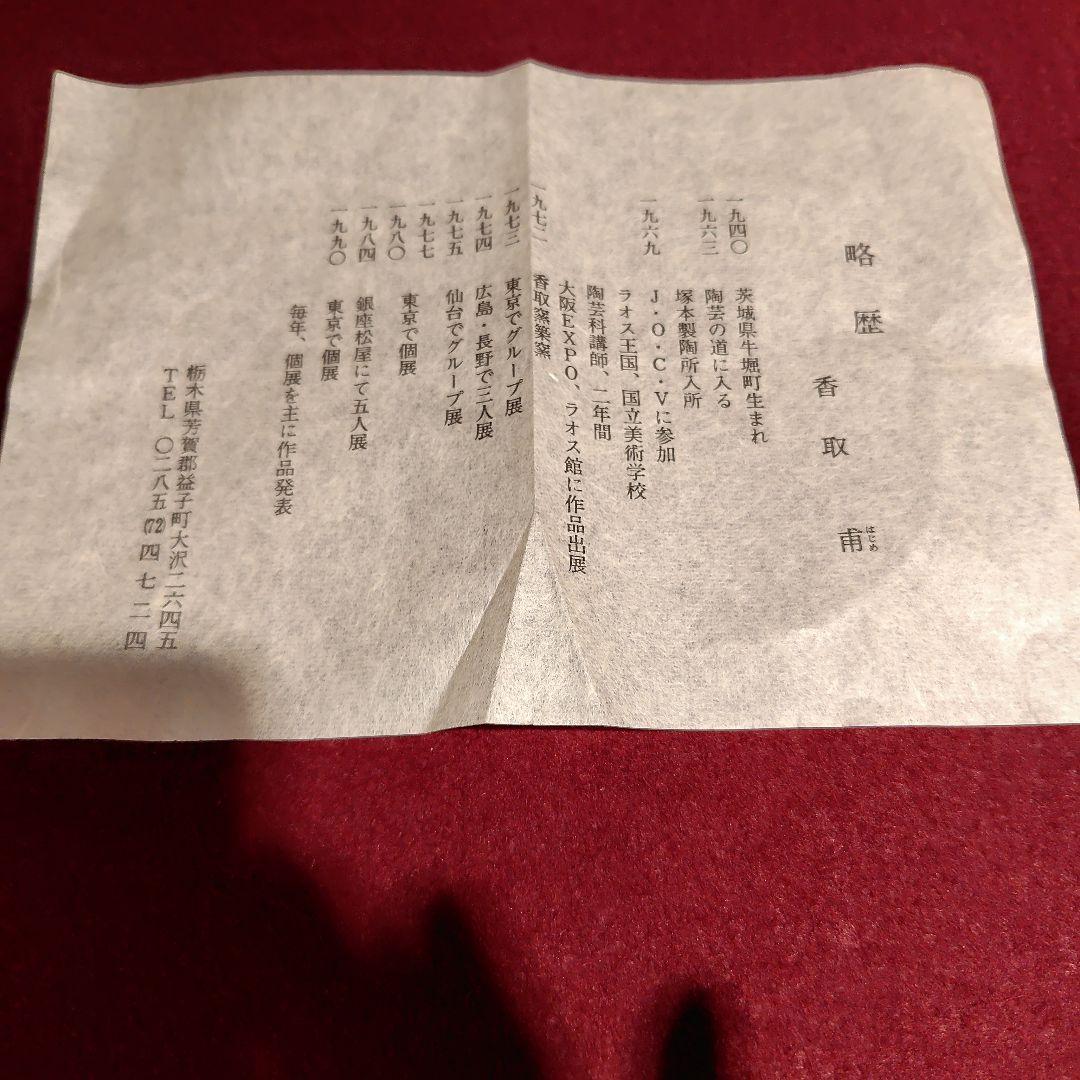 略歴
香取 甫
はじめ
一九四〇 茨城県牛堀町生まれ
一九六三 陶芸の道に入る
塚本製陶所入所
一九六九 J・O・C・Vに参加
ラオス王国、国立美術学校
陶芸科講師、二年間
大阪EXPO、ラオス館に作品出展
一九七二 香取窯築窯
一九七三 東京でグループ展
一九七四 広島・長野で三人展
一九七五 仙台でグループ展
一九七七
一九八〇 東京で個展
一九八四 銀座松屋にて五人展
一九九〇 東京で個展
毎年、個展を主に作品発表
栃木県芳賀郡益子町大沢二六四五
TEL 〇二八五(72)四七二四